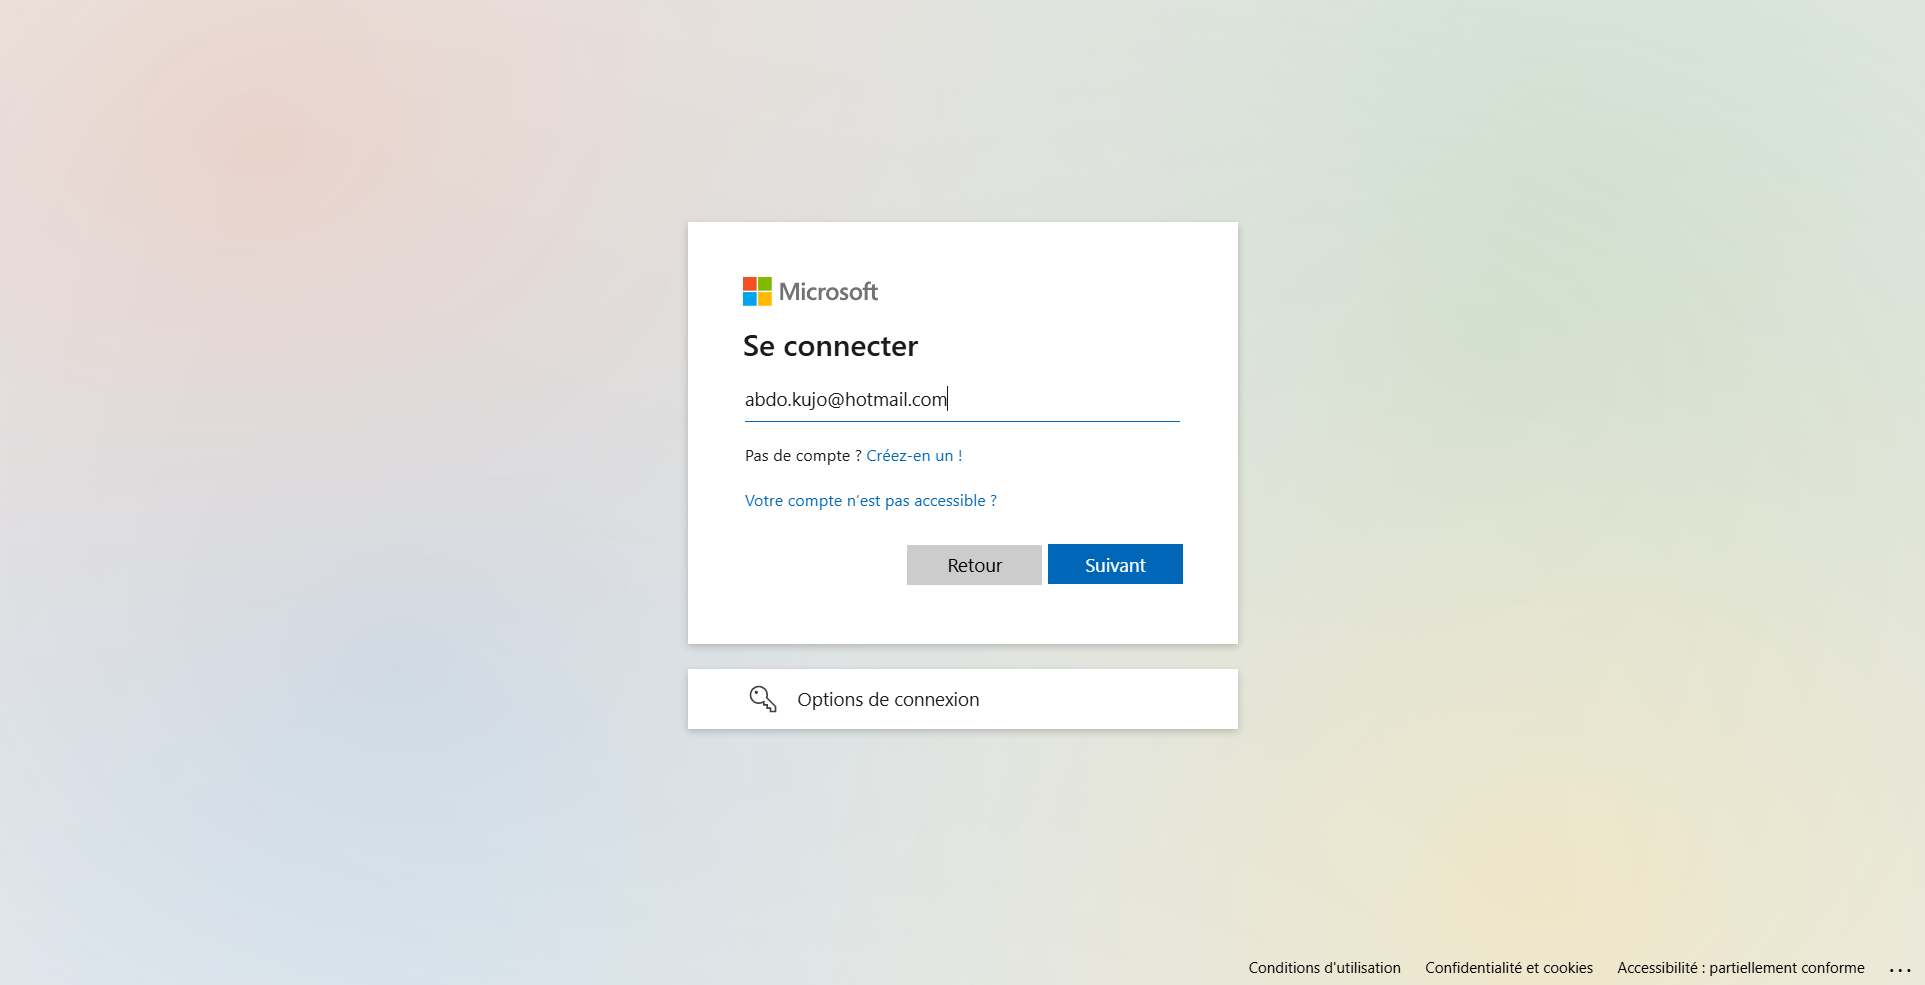 Microsoft
Se connecter
abdo.kujo@hotmail.com
Pas de compte ? Créez-en un !
Votre compte n’est pas accessible ?
Retour Suivant
Options de connexion
Conditions d'utilisation Confidentialité et cookies Accessibilité : partiellement conforme ...